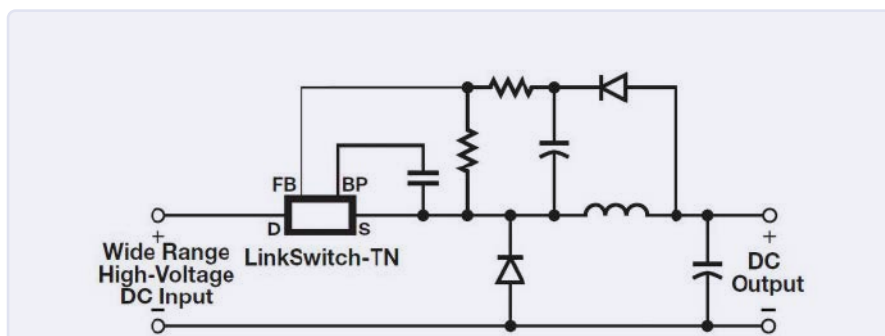 FB BP
D S
+ +
Wide Range
High-Voltage
DC Input
LinkSwitch-TN
DC
Output
– –